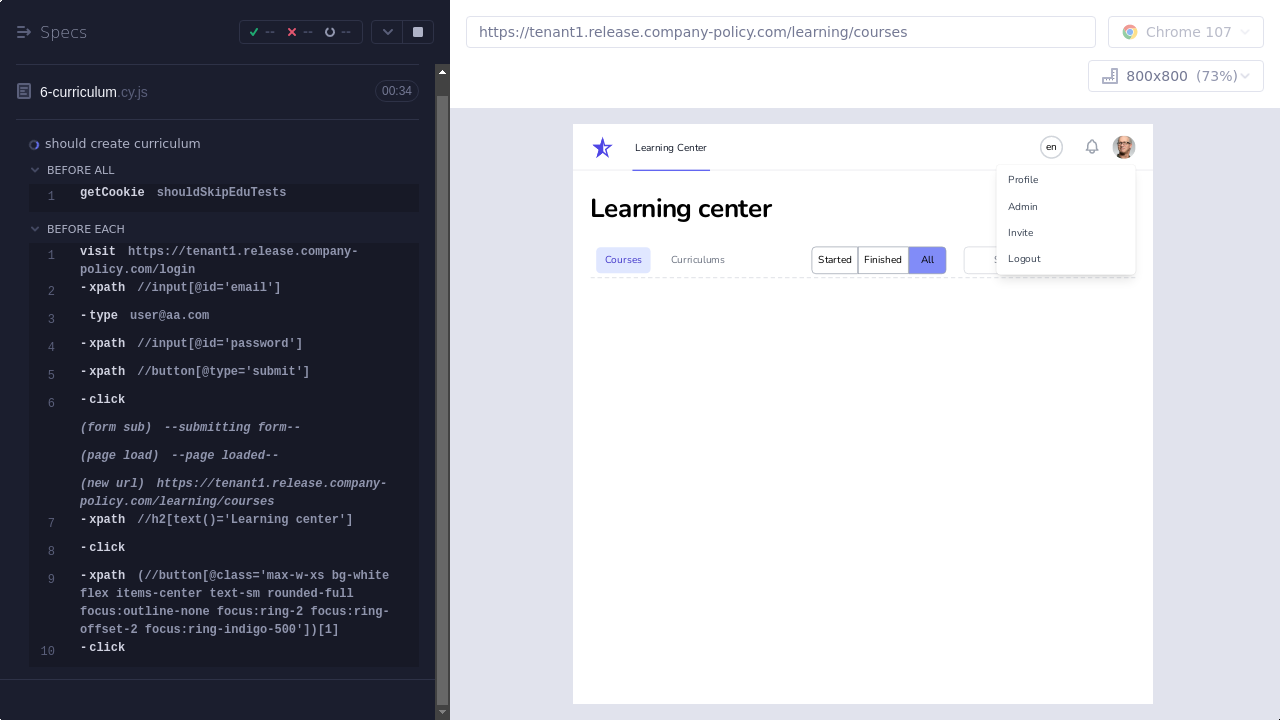 Specs
--
--
--
6-curriculum.cy.js
00:34
should create curriculum
BEFORE ALL
1 getCookie shouldSkipEduTests
BEFORE EACH
1 visit https://tenant1.release.company-
policy.com/login
2 -xpath //input[@id='email']
3 -type user@aa.com
4 -xpath //input[@id='password']
5 -xpath //button[@type='submit']
6 -click
(form sub) --submitting form--
(page load) --page loaded--
(new url) https://tenant1.release.company-
policy.com/learning/courses
7 -xpath //h2[text()='Learning center']
8 -click
9 -xpath (//button[@class='max-w-xs bg-white
flex items-center text-sm rounded-full
focus:outline-none focus:ring-2 focus:ring-
offset-2 focus:ring-indigo-500'])[1]
10 -click
https://tenant1.release.company-policy.com/learning/courses
Chrome 107
800x800 (73%)
Learning Center
en
Profile
Admin
Invite
Logout
Learning center
Courses
Curriculums
Started
Finished
All